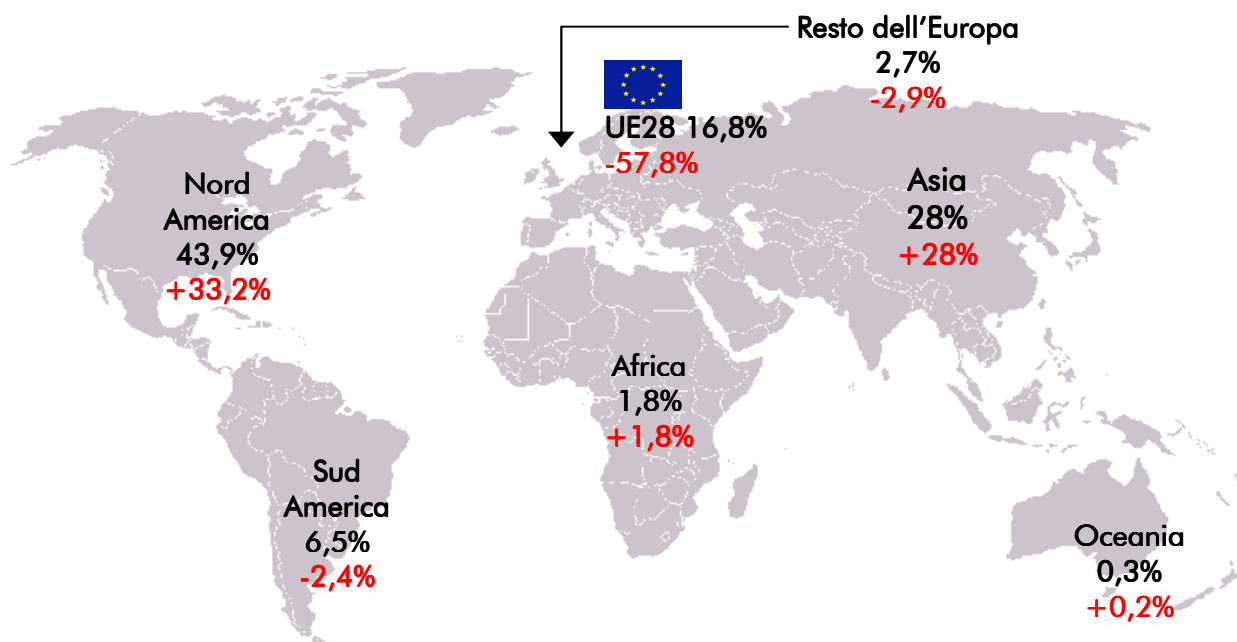 Resto dell'Europa
2,7%
-2,9%
UE28 16,8%
-57,8%
Nord
America
43,9%
+33,2%
Asia
28%
+28%
Africa
1,8%
+1,8%
Sud
America
6,5%
-2,4%
Oceania
0,3%
+0,2%